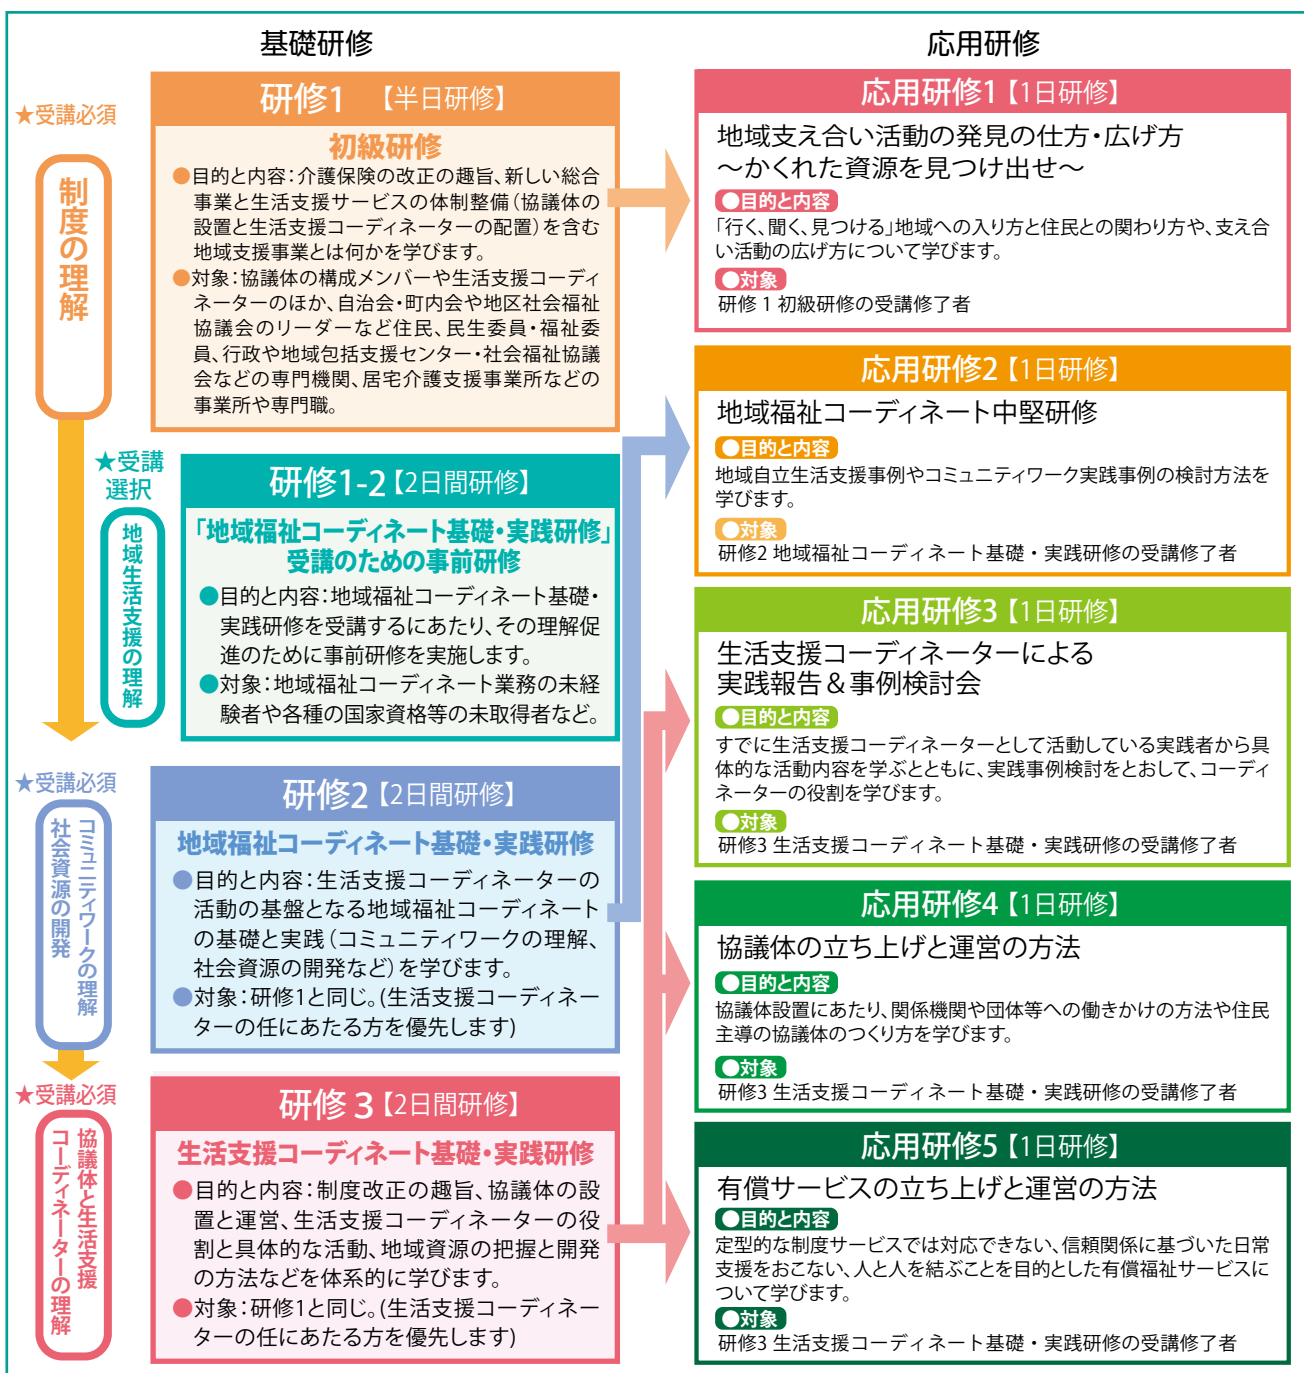 基礎研修
★受講必須
制度の理解
研修1 【半日研修】
初級研修
●目的と内容：介護保険の改正の趣旨、新しい総合
事業と生活支援サービスの体制整備（協議体の
設置と生活支援コーディネーターの配置）を含む
地域支援事業とは何かを学びます。
●対象：協議体の構成メンバーや生活支援コーディ
ネーターのほか、自治会・町内会や地区社会福祉
協議会のリーダーなど住民、民生委員・福祉委
員、行政や地域包括支援センター・社会福祉協議
会などの専門機関、居宅介護支援事業所などの
事業所や専門職。
★受講
選択
地域生活支援の理解
研修1-2【2日間研修】
「地域福祉コーディネート基礎・実践研修」
受講のための事前研修
●目的と内容：地域福祉コーディネート基礎・
実践研修を受講するにあたり、その理解促
進のために事前研修を実施します。
●対象：地域福祉コーディネート業務の未経
験者や各種の国家資格等の未取得者など。
★受講必須
コミュニティワークの理解
社会資源の開発
研修2【2日間研修】
地域福祉コーディネート基礎・実践研修
●目的と内容：生活支援コーディネーターの
活動の基盤となる地域福祉コーディネート
の基礎と実践（コミュニティワークの理解、
社会資源の開発など）を学びます。
●対象：研修1と同じ。(生活支援コーディネー
ターの任にあたる方を優先します)
★受講必須
協議体と生活支援
コーディネーターの理解
研修 3【2日間研修】
生活支援コーディネート基礎・実践研修
●目的と内容：制度改正の趣旨、協議体の設
置と運営、生活支援コーディネーターの役
割と具体的な活動、地域資源の把握と開発
の方法などを体系的に学びます。
●対象：研修1と同じ。(生活支援コーディネー
ターの任にあたる方を優先します)
応用研修
応用研修1【1日研修】
地域支え合い活動の発見の仕方・広げ方
～かくれた資源を見つけ出せ～
●目的と内容
「行く、聞く、見つける」地域への入り方と住民との関わり方や、支え合
い活動の広げ方について学びます。
●対象
研修 1 初級研修の受講修了者
応用研修2【1日研修】
地域福祉コーディネート中堅研修
●目的と内容
地域自立生活支援事例やコミュニティワーク実践事例の検討方法を
学びます。
●対象
研修2 地域福祉コーディネート基礎・実践研修の受講修了者
応用研修3【1日研修】
生活支援コーディネーターによる
実践報告＆事例検討会
●目的と内容
すでに生活支援コーディネーターとして活動している実践者から具
体的な活動内容を学ぶとともに、実践事例検討をとおして、コーディ
ネーターの役割を学びます。
●対象
研修3 生活支援コーディネート基礎・実践研修の受講修了者
応用研修4【1日研修】
協議体の立ち上げと運営の方法
●目的と内容
協議体設置にあたり、関係機関や団体等への働きかけの方法や住民
主導の協議体のつくり方を学びます。
●対象
研修3 生活支援コーディネート基礎・実践研修の受講修了者
応用研修5【1日研修】
有償サービスの立ち上げと運営の方法
●目的と内容
定型的な制度サービスでは対応できない、信頼関係に基づいた日常
支援をおこない、人と人を結ぶことを目的とした有償福祉サービスに
ついて学びます。
●対象
研修3 生活支援コーディネート基礎・実践研修の受講修了者